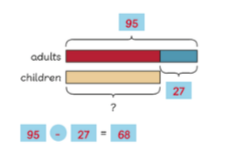 95
adults
children
27
?
95 - 27 = 68